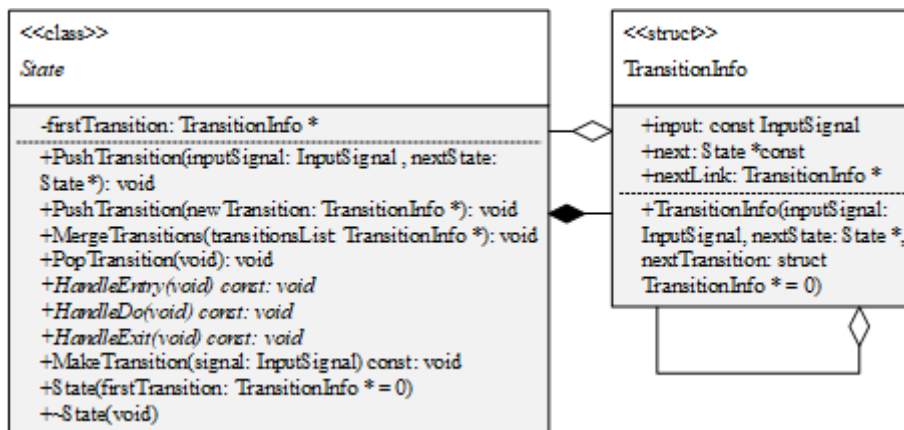 <<class>>
State
-firstTransition: TransitionInfo *
+PushTransition(inputSignal: InputSignal , nextState:
State *): void
+PushTransition(newTransition: TransitionInfo *): void
+MergeTransitions(transitionsList: TransitionInfo *): void
+PopTransition(void): void
+HandleEntry(void) const: void
+HandleDo(void) const: void
+HandleExit(void) const: void
+MakeTransition(signal: InputSignal) const: void
+State(firstTransition: TransitionInfo * = 0)
+~State(void)
<<struct>>
TransitionInfo
+input: const InputSignal
+next: State *const
+nextLink: TransitionInfo *
+TransitionInfo(inputSignal:
InputSignal, nextState: State *,
nextTransition: struct
TransitionInfo * = 0)